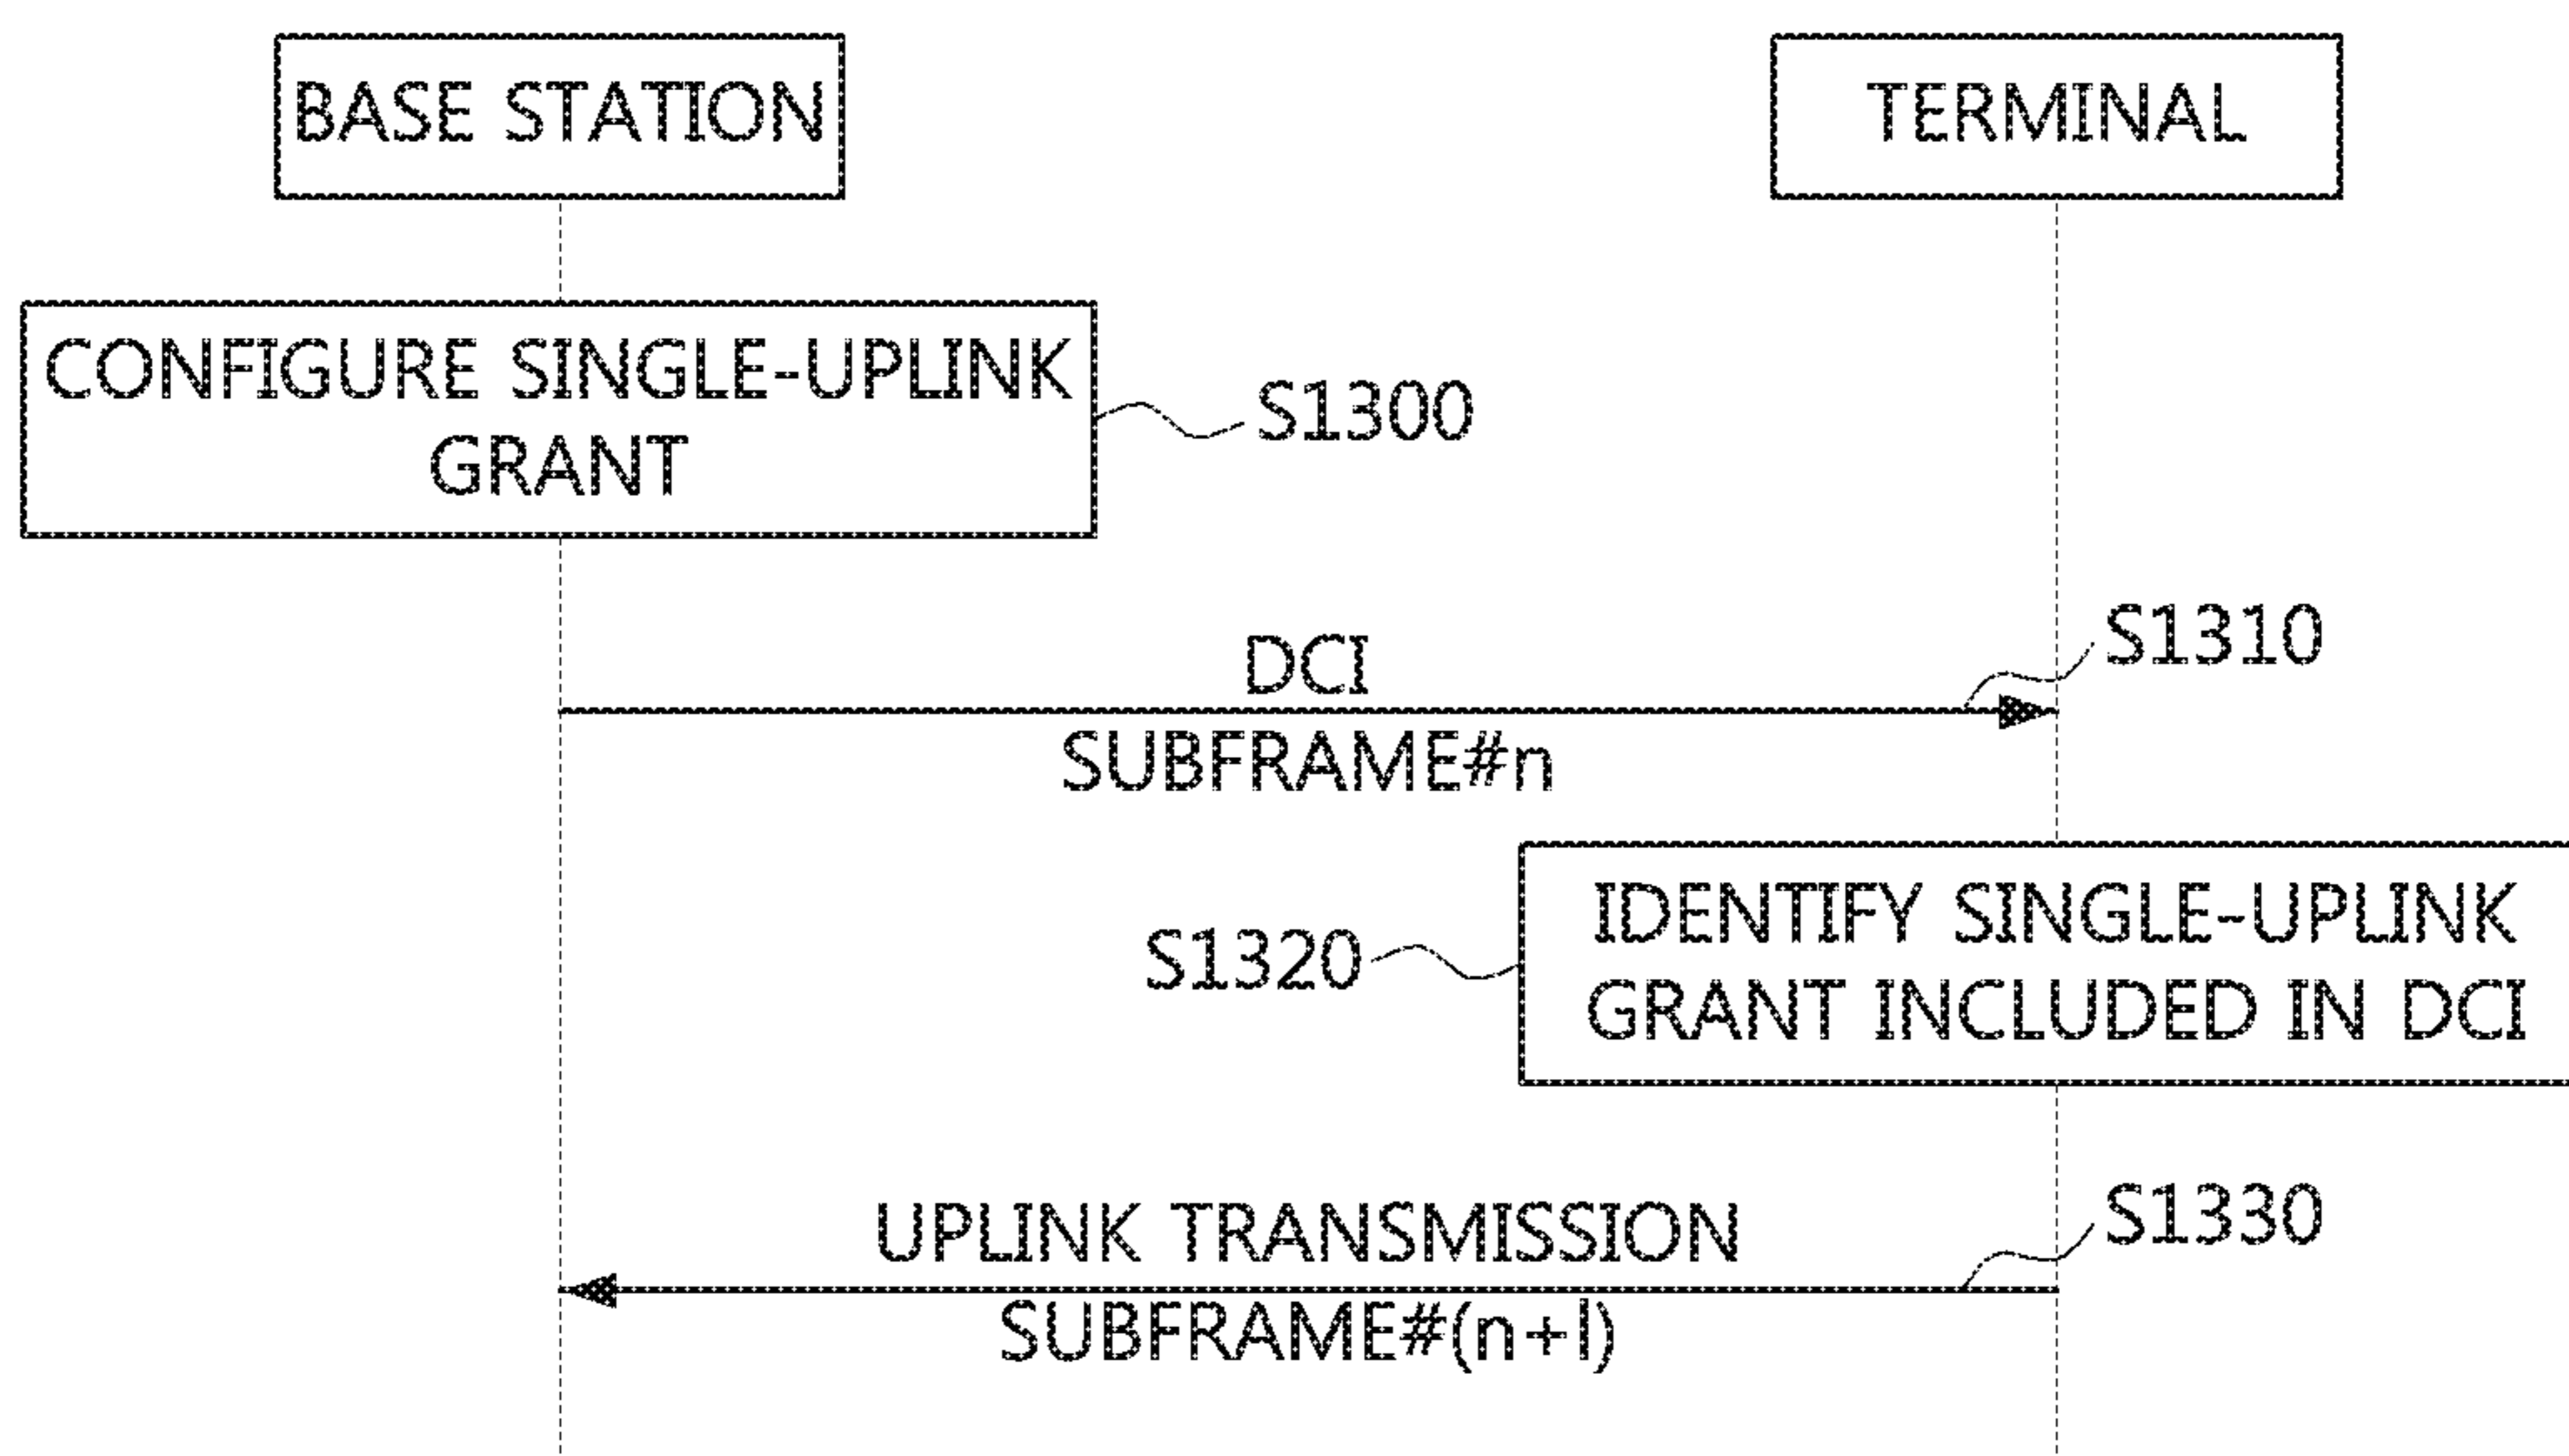 BASE STATION
TERMINAL
CONFIGURE SINGLE-UPLINK
GRANT
S1300
S1310
DCI
SUBFRAME#n
IDENTIFY SINGLE-UPLINK
GRANT INCLUDED IN DCI
S1320
S1330
UPLINK TRANSMISSION
SUBFRAME#(n+l)